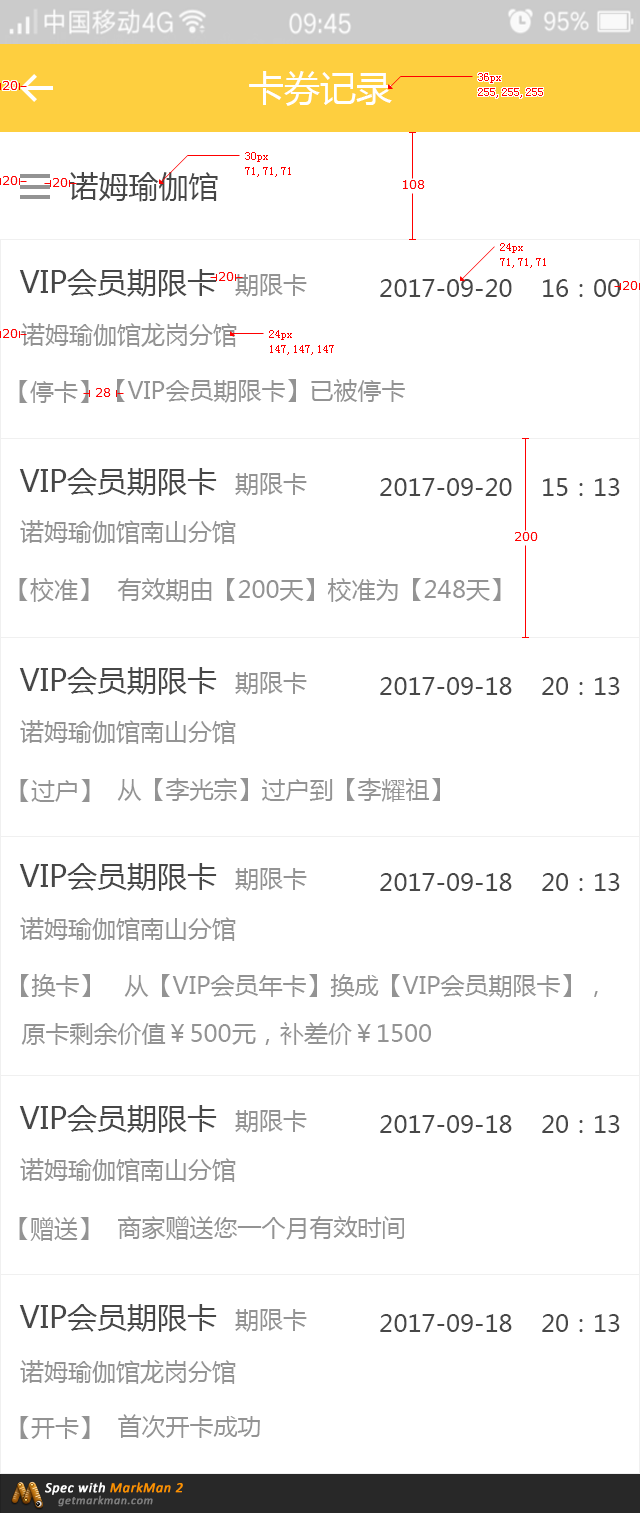 中国移动4G 09:45 95%
20 卡券记录 36px
255,255,255
20 20 诺姆瑜伽馆 30px
71,71,71
108
VIP会员期限卡 20 期限卡 2017-09-20 16：00 20
24px
71,71,71
20 诺姆瑜伽馆龙岗分馆 24px
147,147,147
【停卡】 28 【VIP会员期限卡】已被停卡
VIP会员期限卡 期限卡 2017-09-20 15：13
诺姆瑜伽馆南山分馆 200
【校准】 有效期由【200天】校准为【248天】
VIP会员期限卡 期限卡 2017-09-18 20：13
诺姆瑜伽馆南山分馆
【过户】 从【李光宗】过户到【李耀祖】
VIP会员期限卡 期限卡 2017-09-18 20：13
诺姆瑜伽馆南山分馆
【换卡】 从【VIP会员年卡】换成【VIP会员期限卡】，
原卡剩余价值￥500元，补差价￥1500
VIP会员期限卡 期限卡 2017-09-18 20：13
诺姆瑜伽馆南山分馆
【赠送】 商家赠送您一个月有效时间
VIP会员期限卡 期限卡 2017-09-18 20：13
诺姆瑜伽馆龙岗分馆
【开卡】 首次开卡成功
Spec with MarkMan 2
getmarkman.com